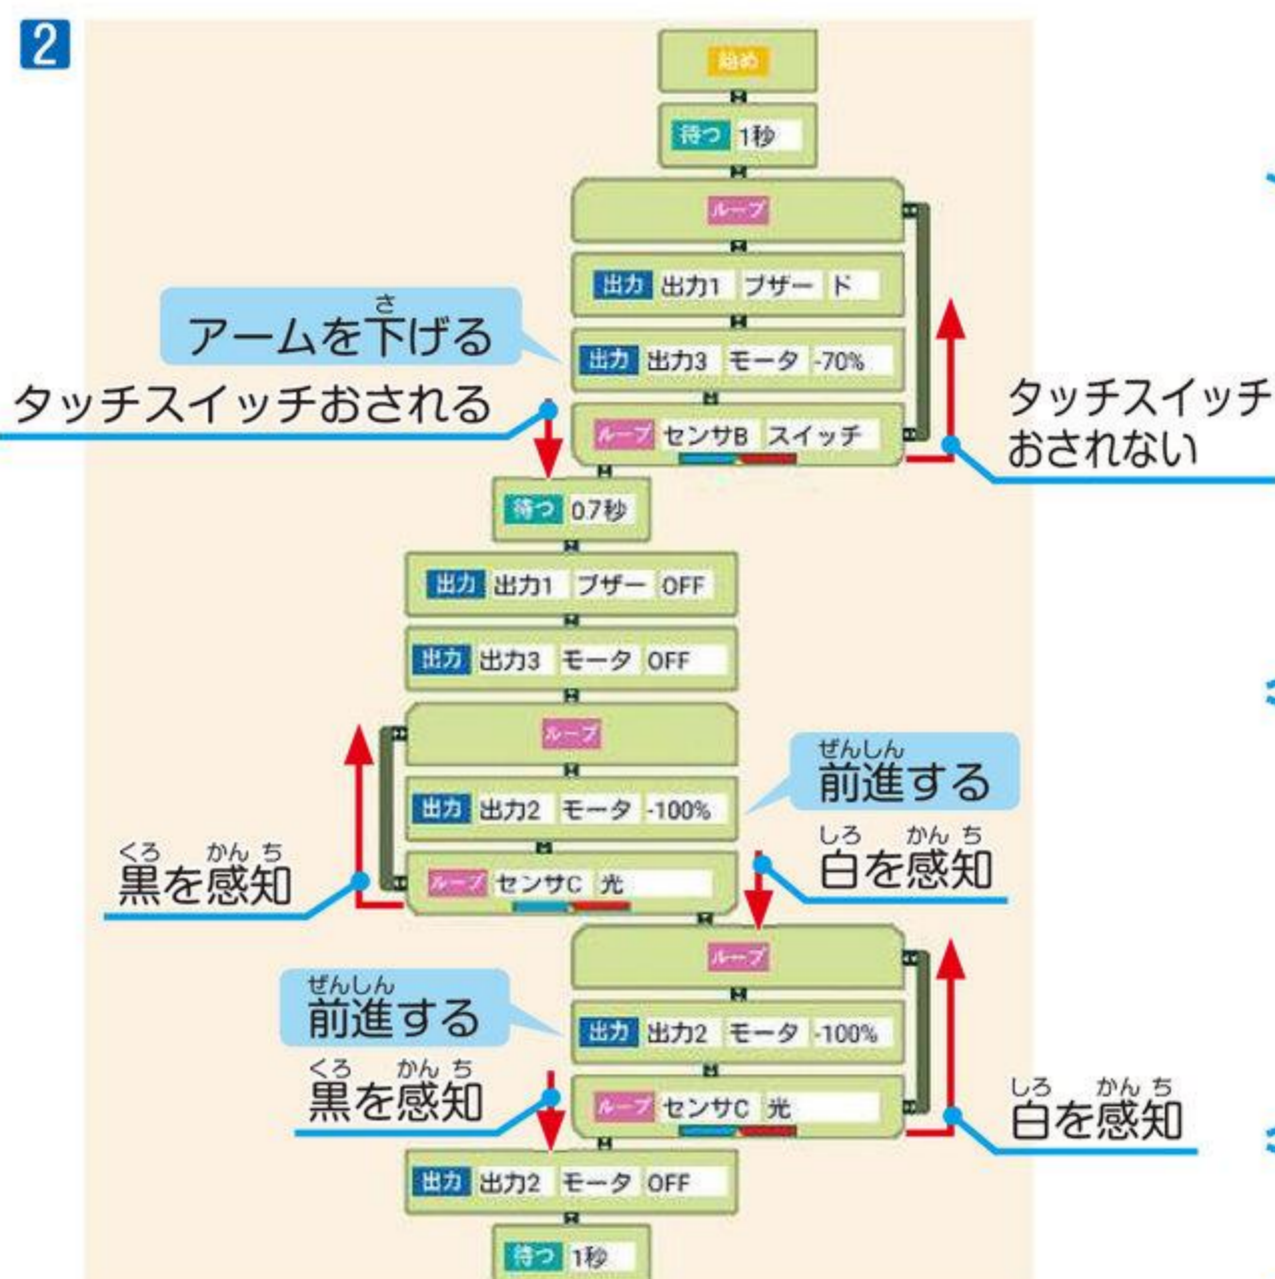 2
始め
待つ 1秒
ループ
出力 出力1 ブザー ド
さ
アームを下げる
出力 出力3 モータ -70%
タッチスイッチおされる
タッチスイッチ
おされない
ループ センサB スイッチ
待つ 0.7秒
出力 出力1 ブザー OFF
出力 出力3 モータ OFF
ループ
ぜんしん
前進する
出力 出力2 モータ -100%
くろ かんち
黒を感知
しろ かんち
白を感知
ループ センサC 光
ループ
ぜんしん
前進する
出力 出力2 モータ -100%
くろ かんち
黒を感知
ループ センサC 光
しろ かんち
白を感知
出力 出力2 モータ OFF
待つ 1秒